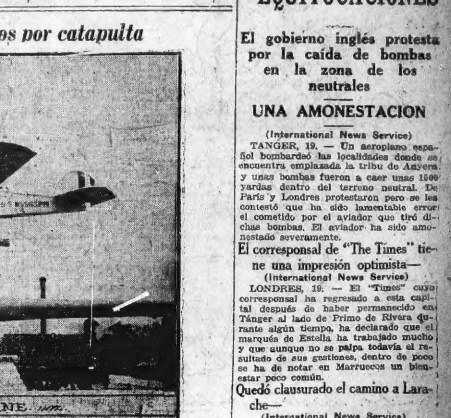 os por catapulta
NE
EQUIVOCACIONES
El gobierno inglés protesta
por la caída de bombas
en la zona de los
neutrales
UNA AMONESTACION
(International News Service)
TANGER, 19. — Un aeroplano espa-
ñol bombardeó las localidades donde se
encuentra emplazada la tribu de Anyera
y unas bombas fueron a caer unas 1500
yardas dentro del terreno neutral. De
París y Londres protestaron pero se les
contestó que ha sido lamentable error
el cometido por el aviador que tiró di-
chas bombas. El aviador ha sido amo-
nestado severamente.
El corresponsal de "The Times" tie-
ne una impresión optimista—
(International News Service)
LONDRES, 19. — El "Times" cuyo
corresponsal ha regresado a esta capi-
tal después de haber permanecido en
Tánger al lado de Primo de Rivera du-
rante algún tiempo, ha declarado que el
marqués de Estella ha trabajado mucho
y que aunque no se palpa todavía el re-
sultado de sus gestiones, dentro de poco
se ha de notar en Marruecos un bien-
estar poco común.
Quedó clausurado el camino a Lara-
che—
(International News Service)